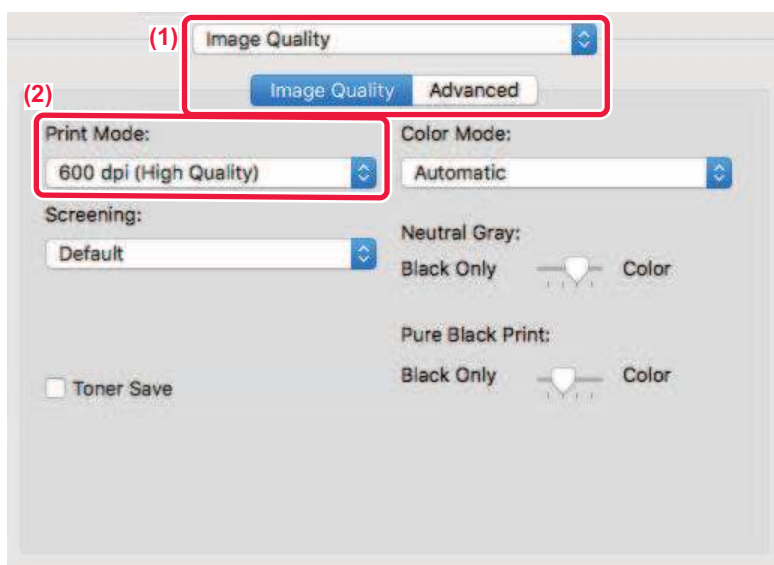 (1)
Image Quality
Image Quality Advanced
(2)
Print Mode:
600 dpi (High Quality)
Screening:
Default
Toner Save
Color Mode:
Automatic
Neutral Gray:
Black Only Color
Pure Black Print:
Black Only Color